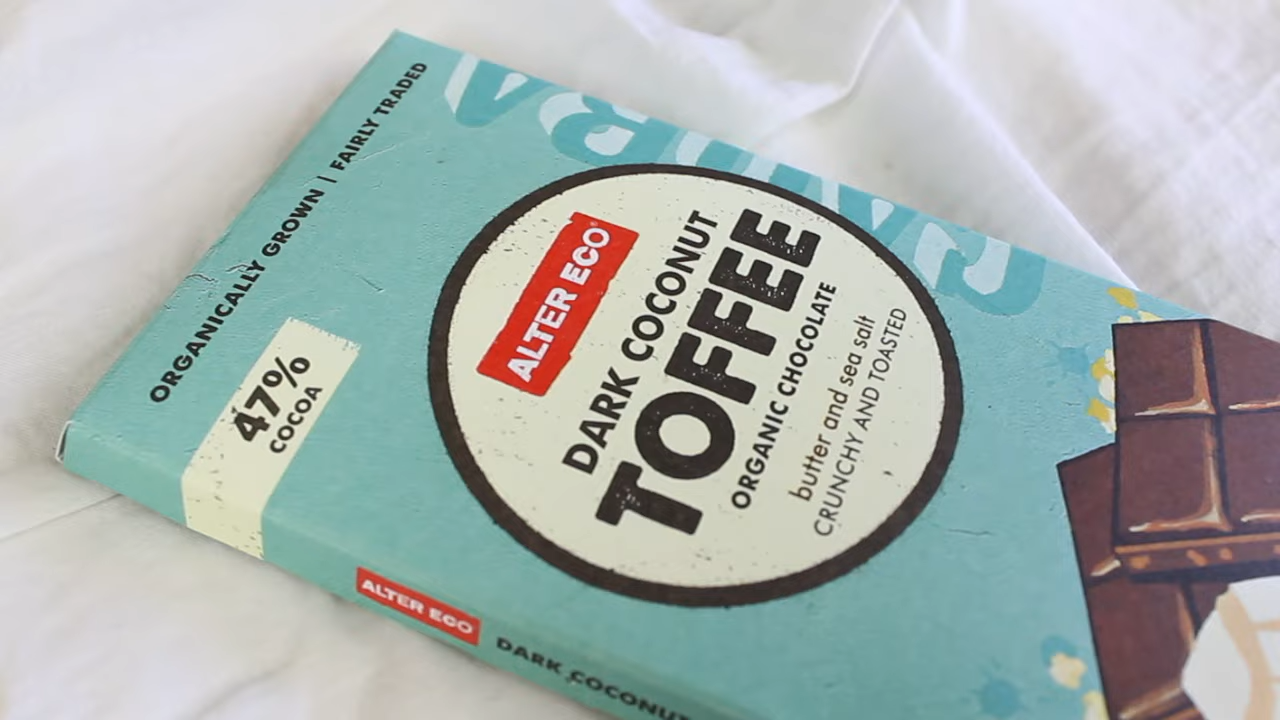 ORGANICALLY GROWN | FAIRLY TRADED
47%
COCOA
ALTER ECO
DARK COCONUT
TOFFEE
ORGANIC CHOCOLATE
butter and sea salt
CRUNCHY AND TOASTED
ALTER ECO DARK COCONUT